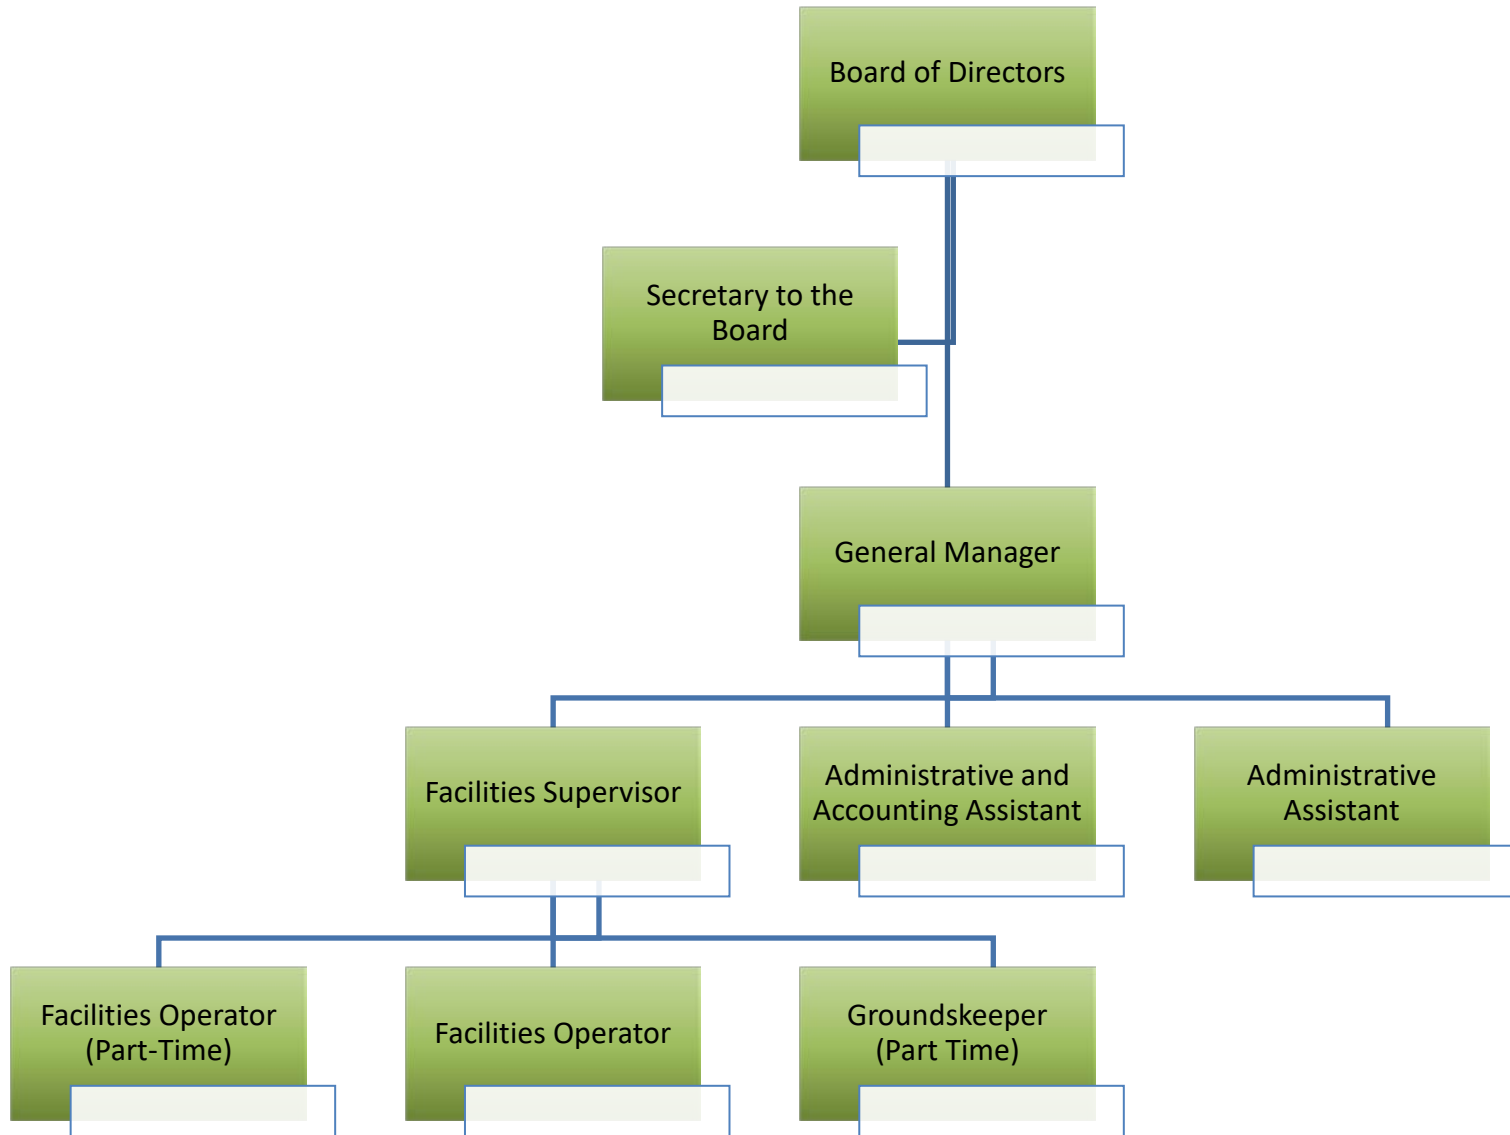 Board of Directors
Secretary to the
Board
General Manager
Facilities Supervisor
Administrative and
Accounting Assistant
Administrative
Assistant
Facilities Operator
(Part-Time)
Facilities Operator
Groundskeeper
(Part Time)